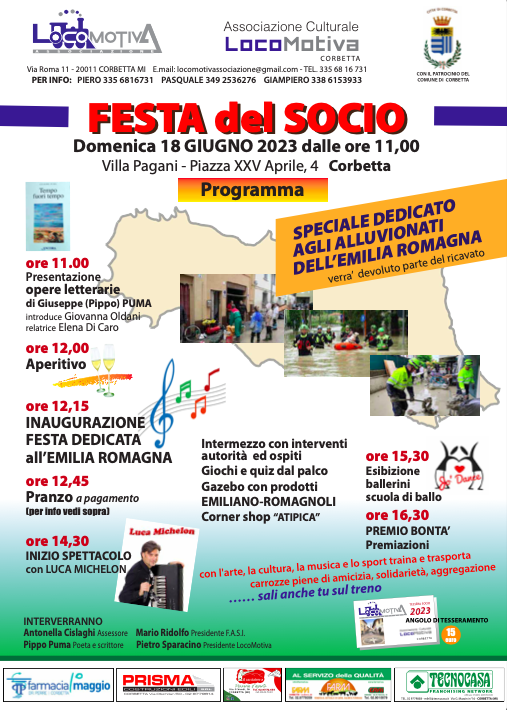 LOCOMOTIVA
ASSOCIAZIONE
Associazione Culturale
LOCOMOTIVA
CORBETTA
CON IL PATROCINIO DEL
COMUNE DI CORBETTA
Via Roma 11 - 20011 CORBETTA MI E.mail: locomotivassociazione@gmail.com - TEL. 335 68 16 731
PER INFO: PIERO 335 6816731 PASQUALE 349 2536276 GIAMPIERO 338 6153933
FESTA del SOCIO
Domenica 18 GIUGNO 2023 dalle ore 11,00
Villa Pagani - Piazza XXV Aprile, 4 Corbetta
Programma
Tempo
fuori tempo
SPECIALE DEDICATO
AGLI ALLUVIONATI
DELL'EMILIA ROMAGNA
verra' devoluto parte del ricavato
ore 11.00
Presentazione
opere letterarie
di Giuseppe (Pippo) PUMA
introduce Giovanna Oldani
relatrice Elena Di Caro
ore 12,00
Aperitivo
ore 12,15
INAUGURAZIONE
FESTA DEDICATA
all'EMILIA ROMAGNA
ore 12,45
Pranzo a pagamento
(per info vedi sopra)
ore 14,30
INIZIO SPETTACOLO
con LUCA MICHELON
Luca Michelon
Intermezzo con interventi
autorità ed ospiti
Giochi e quiz dal palco
Gazebo con prodotti
EMILIANO-ROMAGNOLI
Corner shop "ATIPICA"
ore 15,30
Esibizione
ballerini
scuola di ballo
ore 16,30
PREMIO BONTA'
Premiazioni
con l'arte, la cultura, la musica e lo sport traina e trasporta
carrozze piene di amicizia, solidarietà, aggregazione
...... sali anche tu sul treno
LOCOMOTIVA
2023
ANGOLO DI TESSERAMENTO
15
euro
INTERVERRANNO
Antonella Cislaghi Assessore Mario Ridolfo Presidente F.A.S.I.
Pippo Puma Poeta e scrittore Pietro Sparacino Presidente LocoMotiva
farmacia maggio
PRISMA
COSTRUZIONI EDILI
AL SERVIZIO della QUALITÀ
TECNOCASA
FRANCHISING NETWORK